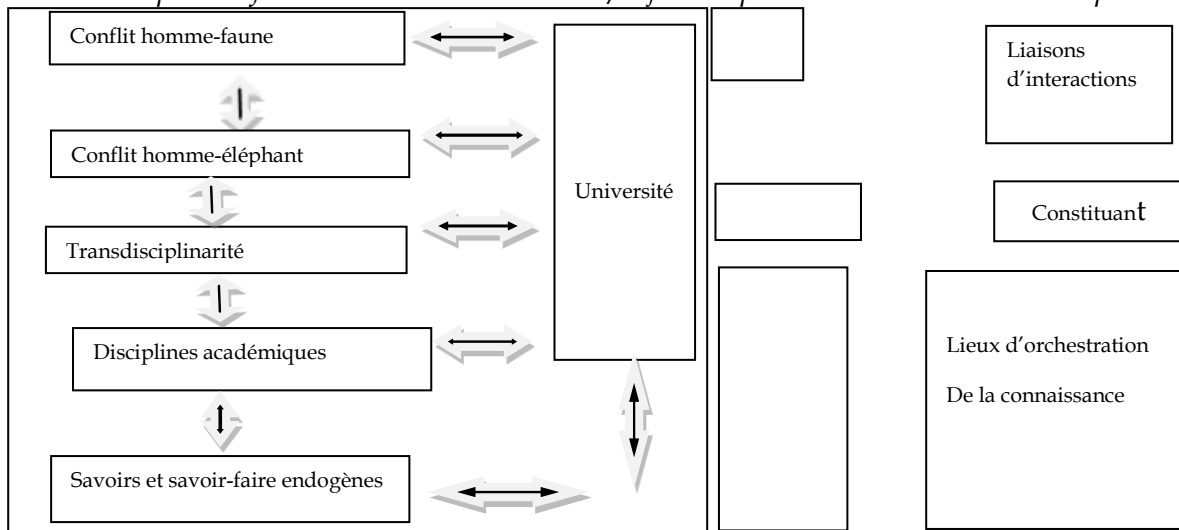 Conflit homme-faune
Conflit homme-éléphant
Transdisciplinarité
Disciplines académiques
Savoirs et savoir-faire endogènes
Université
Liaisons
d'interactions
Constituant
Lieux d'orchestration
De la connaissance